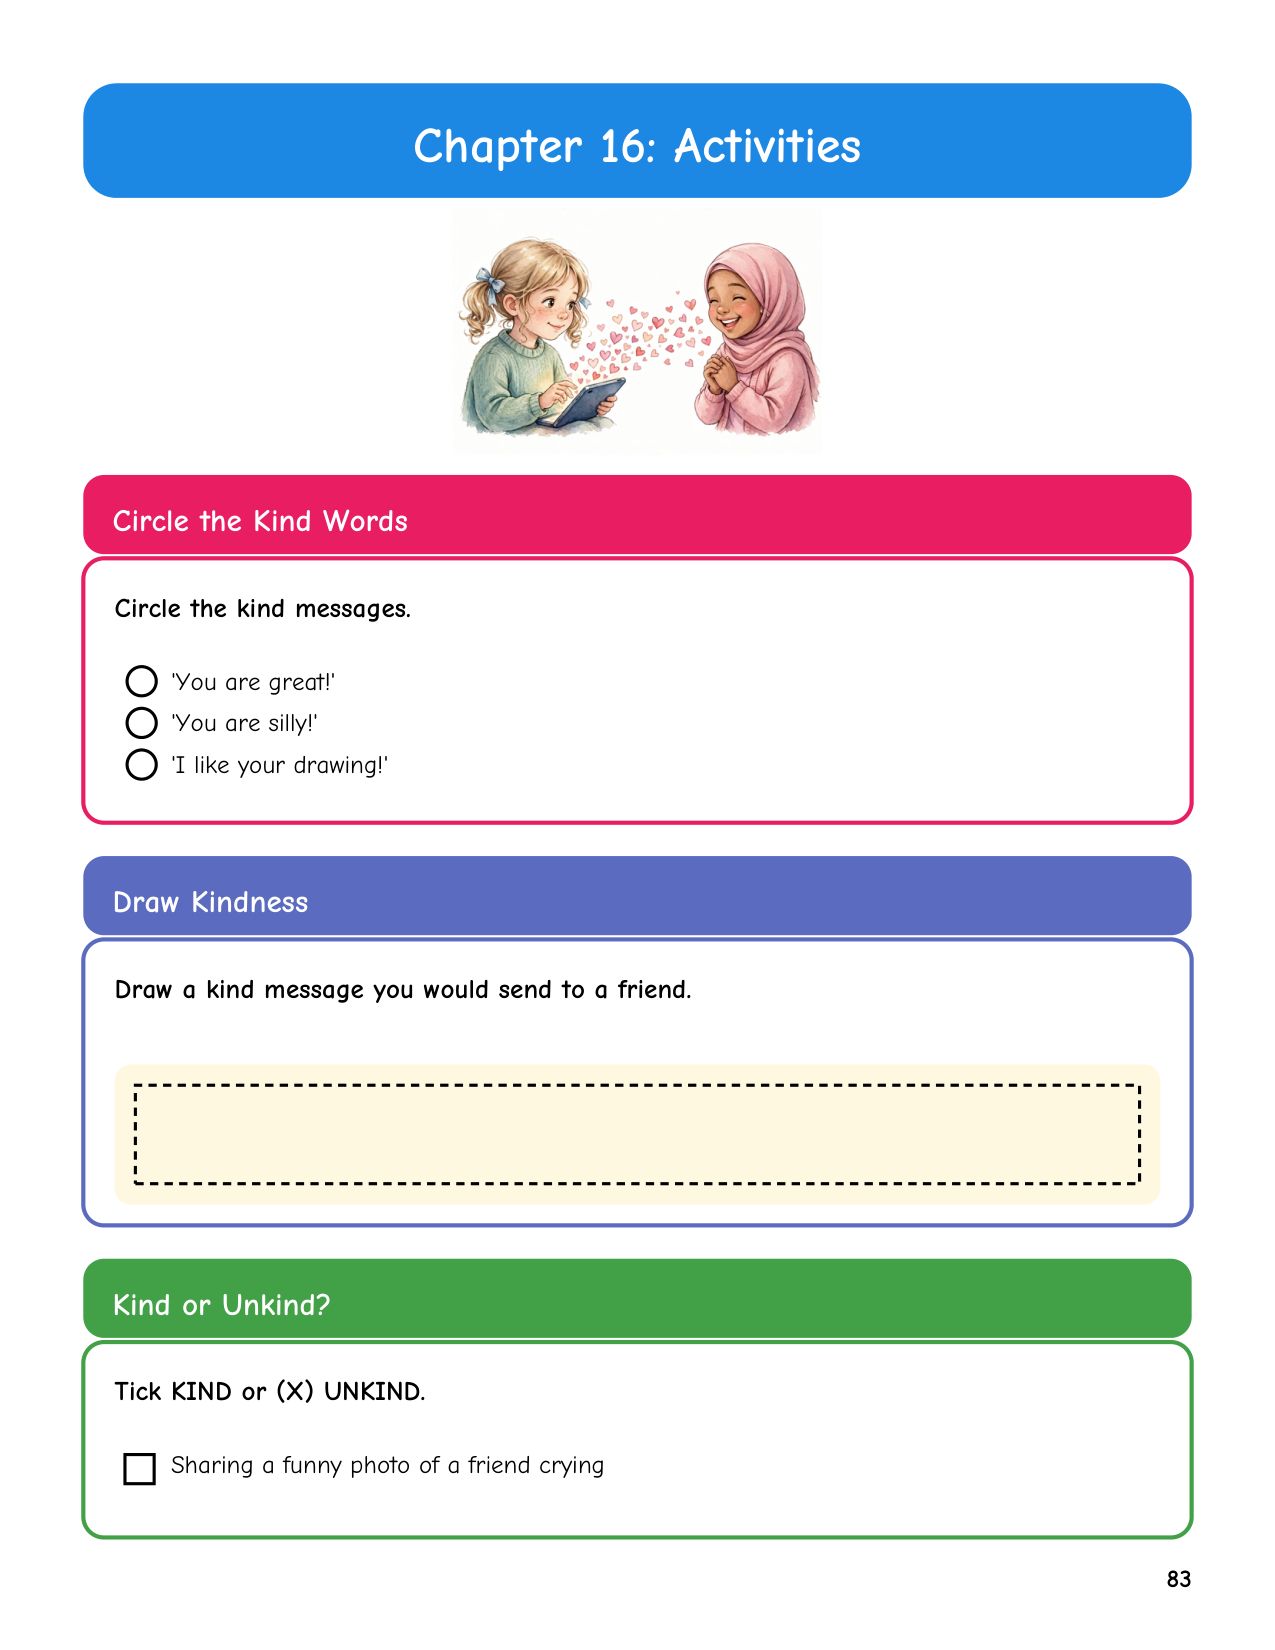 Chapter 16: Activities
Circle the Kind Words
Circle the kind messages.
'You are great!'
'You are silly!'
'I like your drawing!'
Draw Kindness
Draw a kind message you would send to a friend.
Kind or Unkind?
Tick KIND or (X) UNKIND.
Sharing a funny photo of a friend crying
83